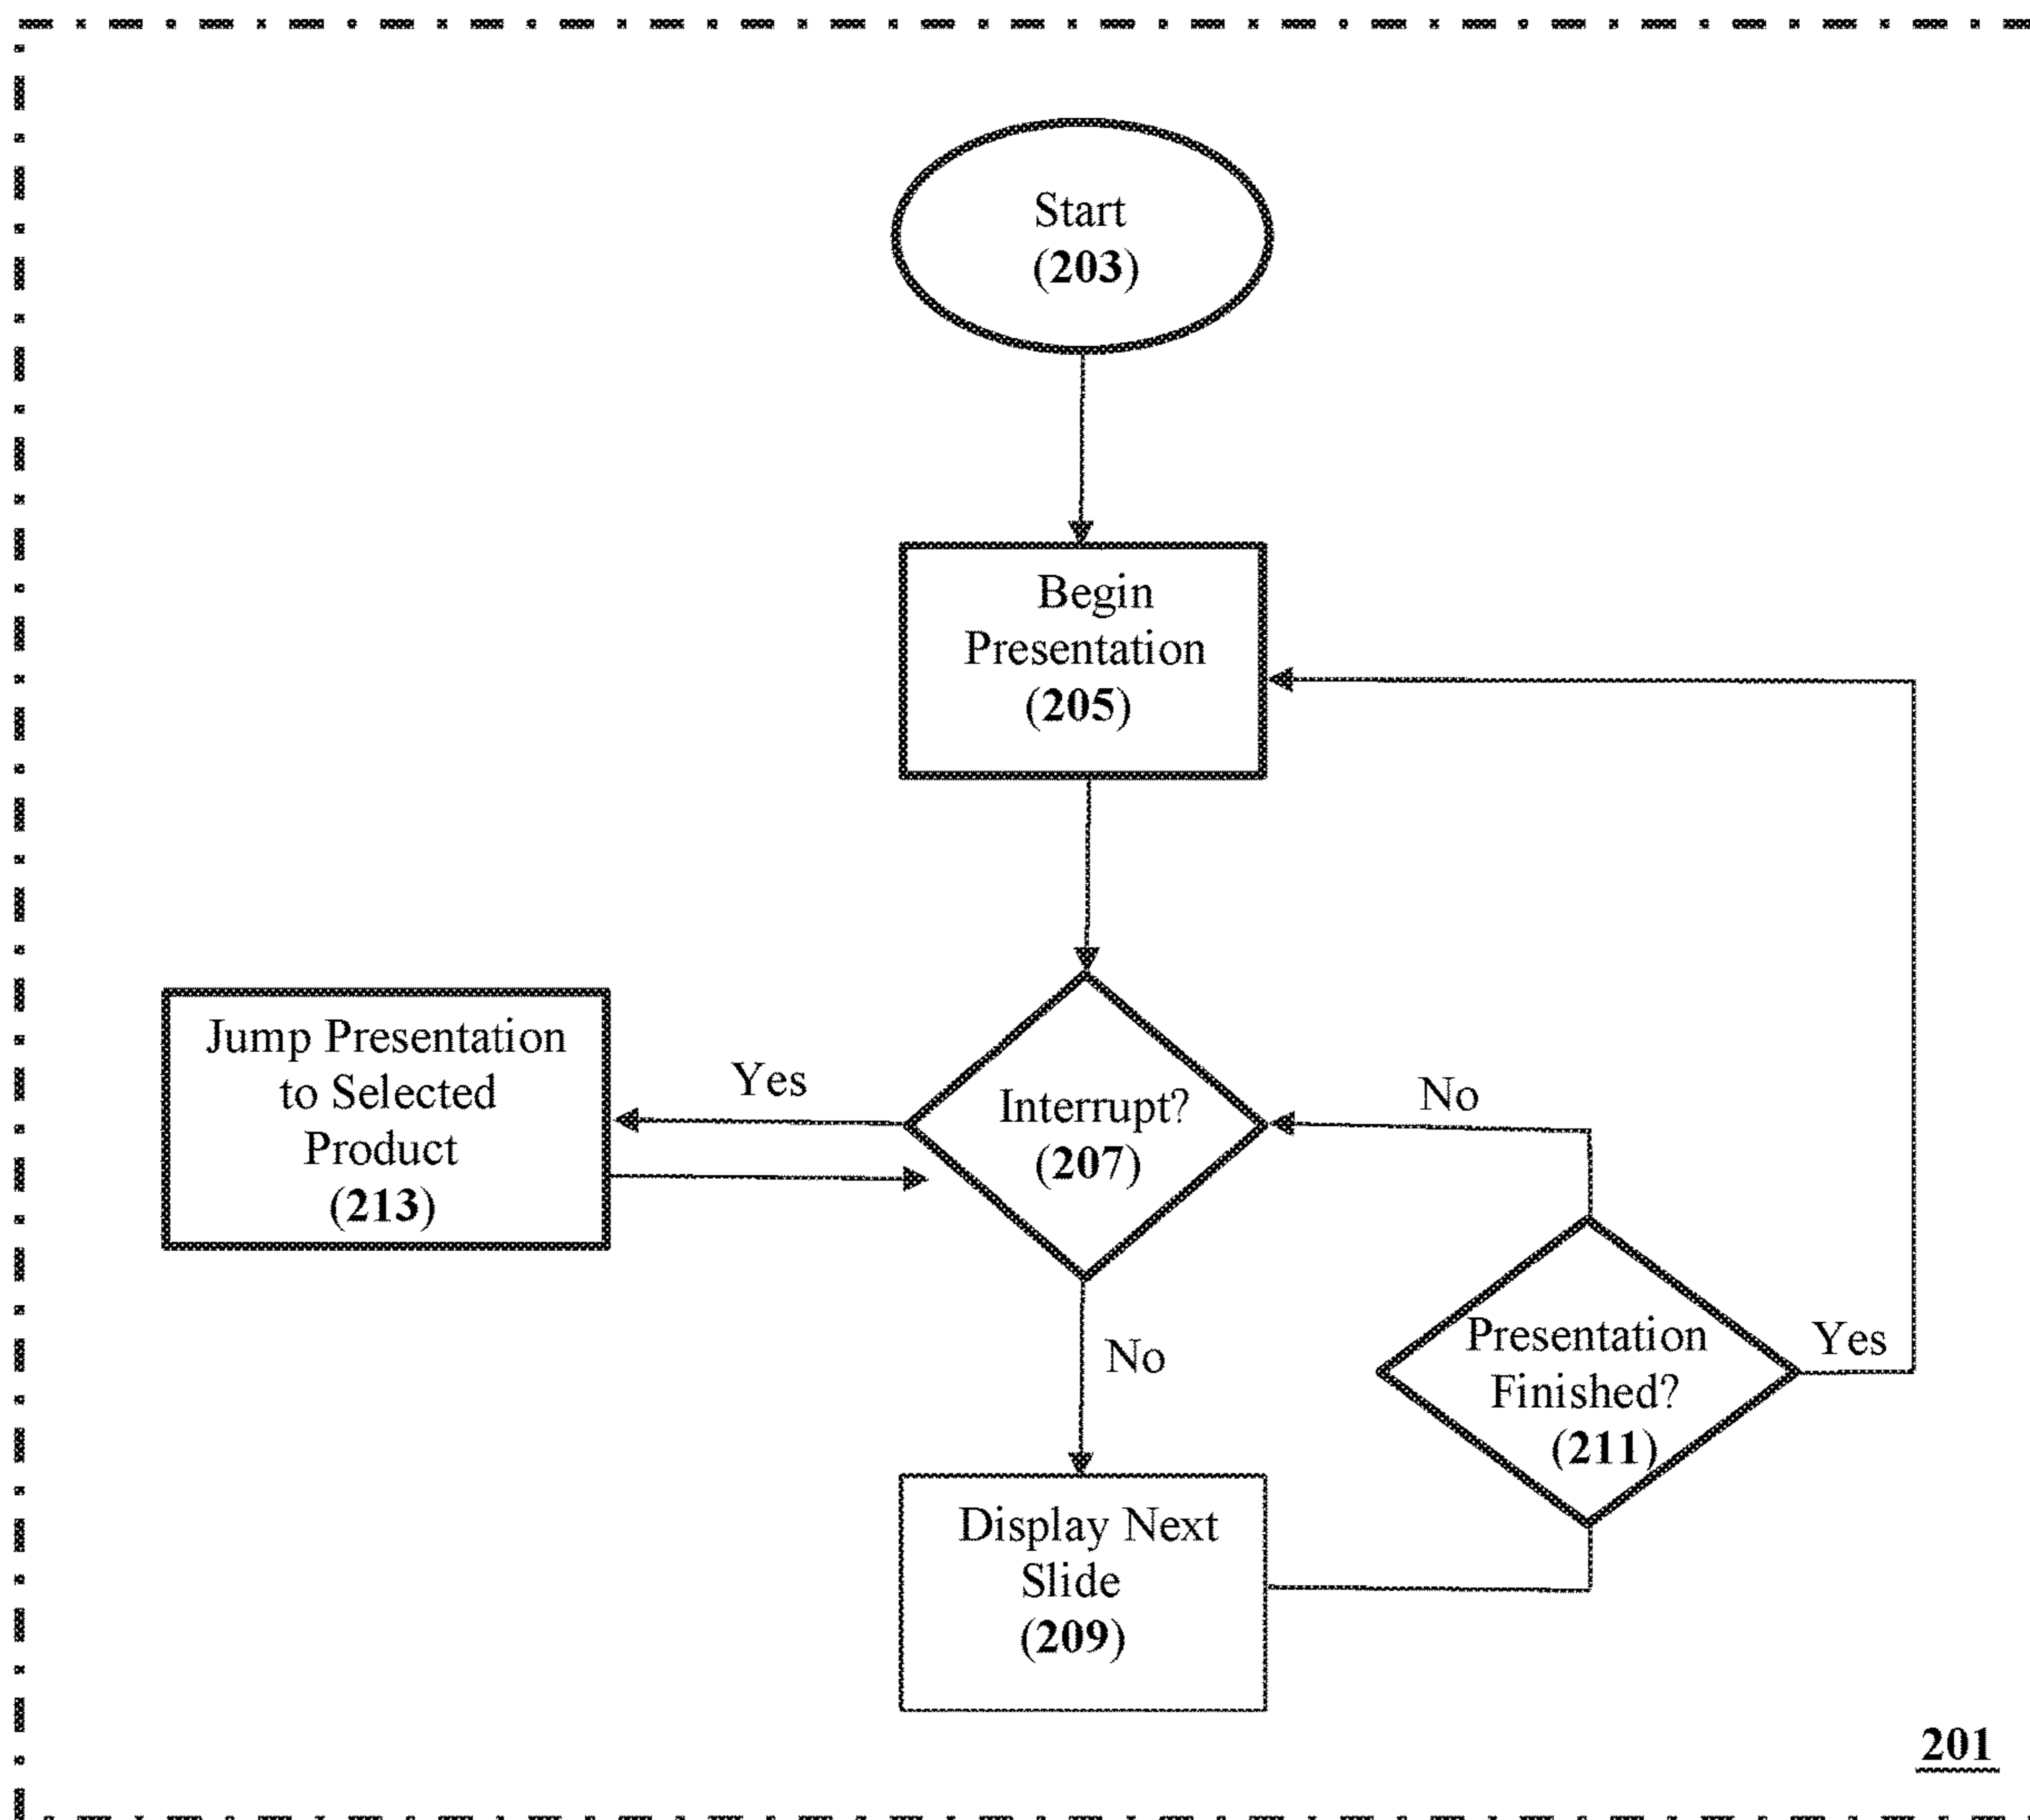 Start
(203)
Begin
Presentation
(205)
Jump Presentation
to Selected
Product
(213)
Yes
Interrupt?
(207)
No
No
Presentation
Finished?
(211)
Yes
Display Next
Slide
(209)
201